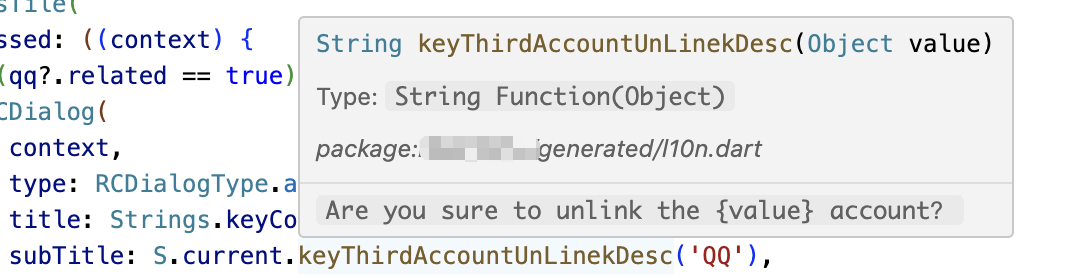 sTile(
ssed: ((context) {
(qq?.related == true)
CDialog(
context,
type: RCDialogType.a
title: Strings.keyCo
subTitle: S.current.keyThirdAccountUnLinekDesc('QQ'),
String keyThirdAccountUnLinekDesc(Object value)
Type: String Function(Object)
package: generated/l10n.dart
Are you sure to unlink the {value} account?